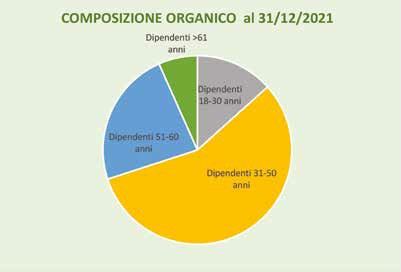 COMPOSIZIONE ORGANICO al 31/12/2021
Dipendenti >61
anni
Dipendenti
18-30 anni
Dipendenti 51-60
anni
Dipendenti 31-50
anni